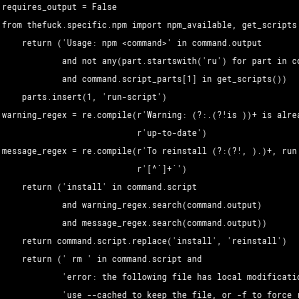 requires_output = False
from thefuck.specific.npm import npm_available, get_scripts
return ('Usage: npm <command>' in command.output
and not any(part.startswith('ru') for part in co
and command.script_parts[1] in get_scripts())
parts.insert(1, 'run-script')
warning_regex = re.compile(r'Warning: (?:.(?!is ))+ is alrea
r'up-to-date')
message_regex = re.compile(r'To reinstall (?:(?!, ).)+, run
r'[^`]+`')
return ('install' in command.script
and warning_regex.search(command.output)
and message_regex.search(command.output))
return command.script.replace('install', 'reinstall')
return (' rm ' in command.script and
'error: the following file has local modificatio
'use --cached to keep the file, or -f to force r